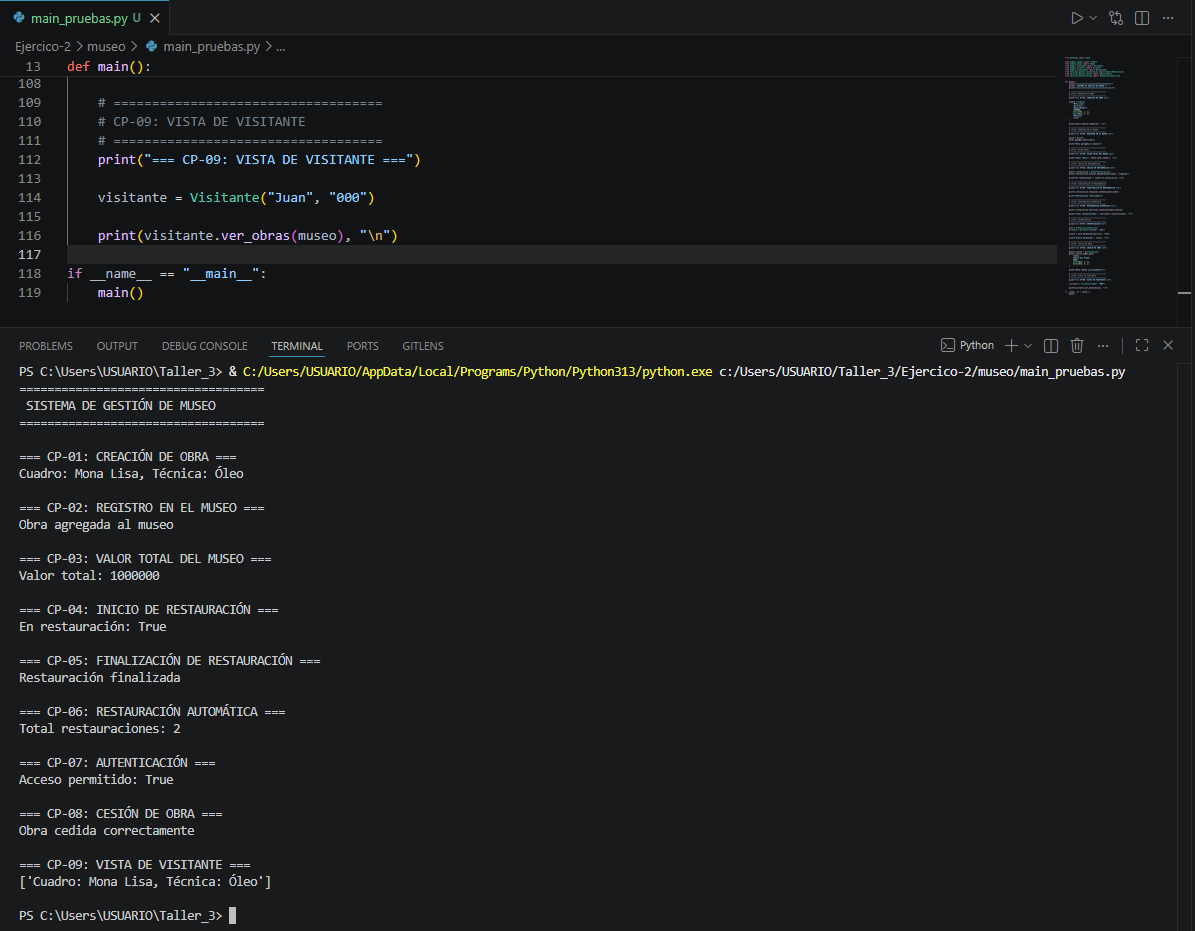 main_pruebas.py U
Ejercico-2 > museo > main_pruebas.py > ...
13 def main():
108
109 # ===================================
110 # CP-09: VISTA DE VISITANTE
111 # ===================================
112 print("=== CP-09: VISTA DE VISITANTE ===")
113
114 visitante = Visitante("Juan", "000")
115
116 print(visitante.ver_obras(museo), "\n")
117
118 if __name__ == "__main__":
119 main()
PROBLEMS OUTPUT DEBUG CONSOLE TERMINAL PORTS GITLENS Python
PS C:\Users\USUARIO\Taller_3> & C:/Users/USUARIO/AppData/Local/Programs/Python/Python313/python.exe c:/Users/USUARIO/Taller_3/Ejercico-2/museo/main_pruebas.py
===================================
SISTEMA DE GESTIÓN DE MUSEO
===================================
=== CP-01: CREACIÓN DE OBRA ===
Cuadro: Mona Lisa, Técnica: Óleo
=== CP-02: REGISTRO EN EL MUSEO ===
Obra agregada al museo
=== CP-03: VALOR TOTAL DEL MUSEO ===
Valor total: 1000000
=== CP-04: INICIO DE RESTAURACIÓN ===
En restauración: True
=== CP-05: FINALIZACIÓN DE RESTAURACIÓN ===
Restauración finalizada
=== CP-06: RESTAURACIÓN AUTOMÁTICA ===
Total restauraciones: 2
=== CP-07: AUTENTICACIÓN ===
Acceso permitido: True
=== CP-08: CESIÓN DE OBRA ===
Obra cedida correctamente
=== CP-09: VISTA DE VISITANTE ===
['Cuadro: Mona Lisa, Técnica: Óleo']
PS C:\Users\USUARIO\Taller_3>